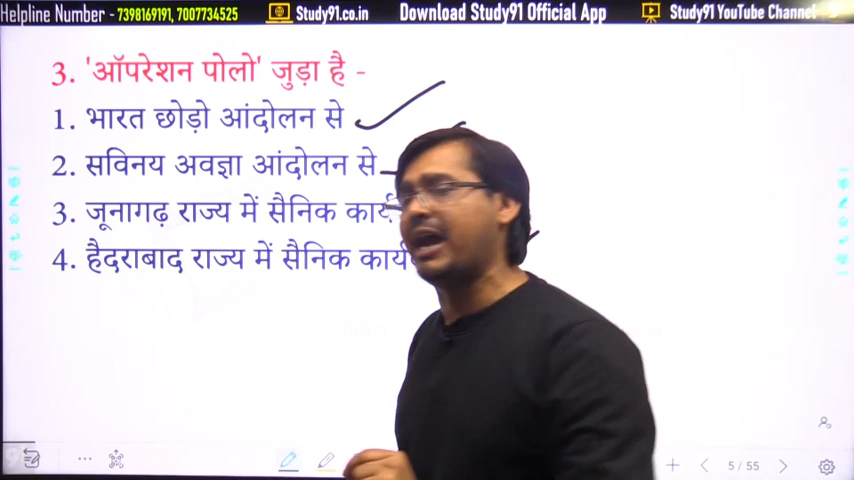 Helpline Number - 7398169191, 7007734525 Study91.co.in Download Study91 Official App Study91 YouTube Channel
3. 'ऑपरेशन पोलो' जुड़ा है -
1. भारत छोड़ो आंदोलन से
2. सविनय अवज्ञा आंदोलन से
3. जूनागढ़ राज्य में सैनिक
4. हैदराबाद राज्य में सैनिक
5 / 55